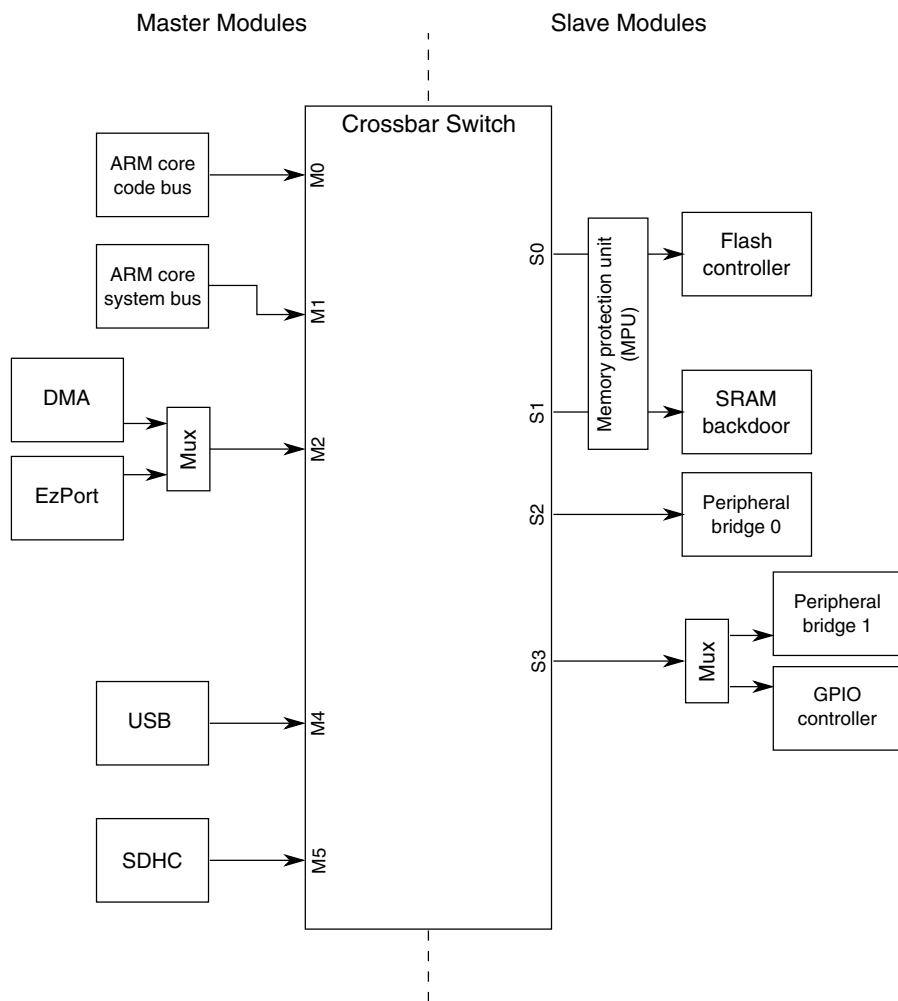 Master Modules
Slave Modules
Crossbar Switch
ARM core
code bus
M0
ARM core
system bus
M1
DMA
EzPort
Mux
M2
USB
M4
SDHC
M5
S0
Memory protection unit
(MPU)
Flash
controller
S1
SRAM
backdoor
S2
Peripheral
bridge 0
S3
Mux
Peripheral
bridge 1
GPIO
controller